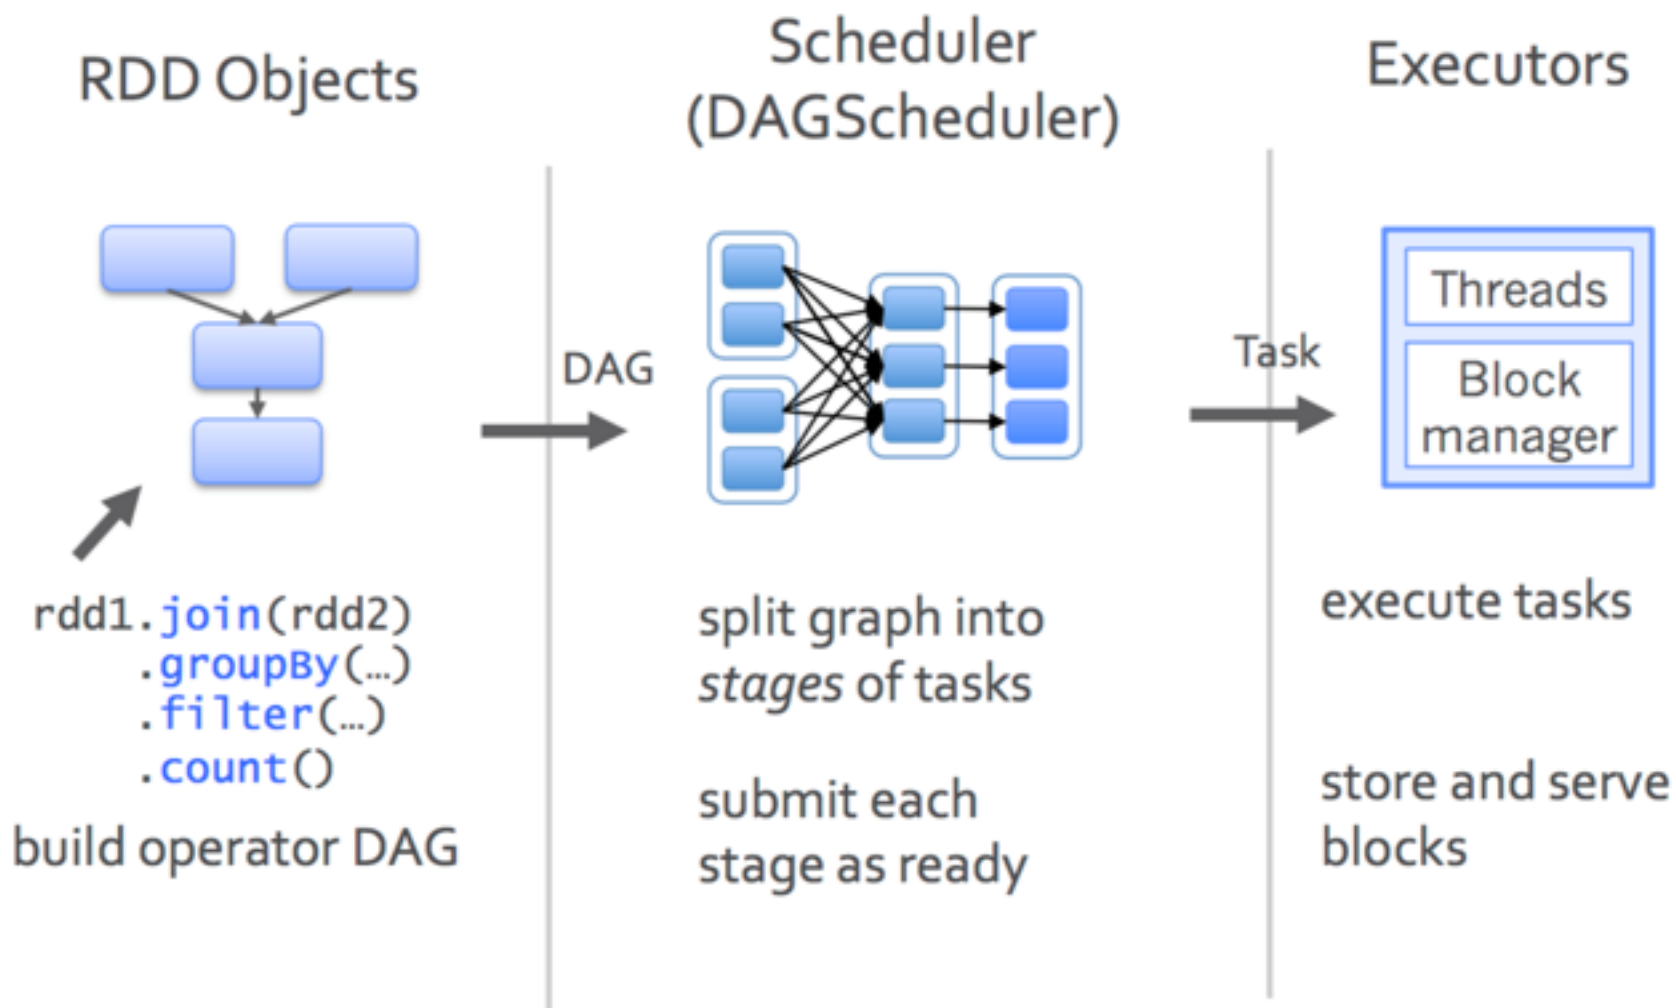 RDD Objects
rdd1.join(rdd2)
.groupBy(…)
.filter(…)
.count()
build operator DAG
DAG
Scheduler
(DAGScheduler)
split graph into
stages of tasks
submit each
stage as ready
Task
Executors
Threads
Block
manager
execute tasks
store and serve
blocks